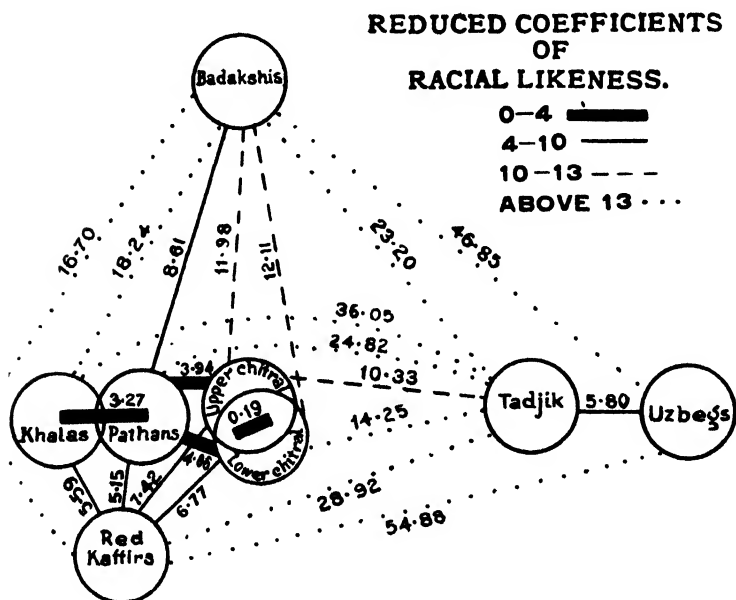 REDUCED COEFFICIENTS
OF
RACIAL LIKENESS.
0-4
4-10
10-13
ABOVE 13
Badakshis
16·70
18·24
8·61
11·98
12·11
23·20
46·85
36·05
24·82
10·33
3·94
Upper chitral
0·19
Lower chitral
3·27
Khalas
Pathans
4·66
14·25
Tadjik
5·80
Uzbegs
5·59
5·15
7·42
6·77
28·92
54·88
Red
Kaffirs